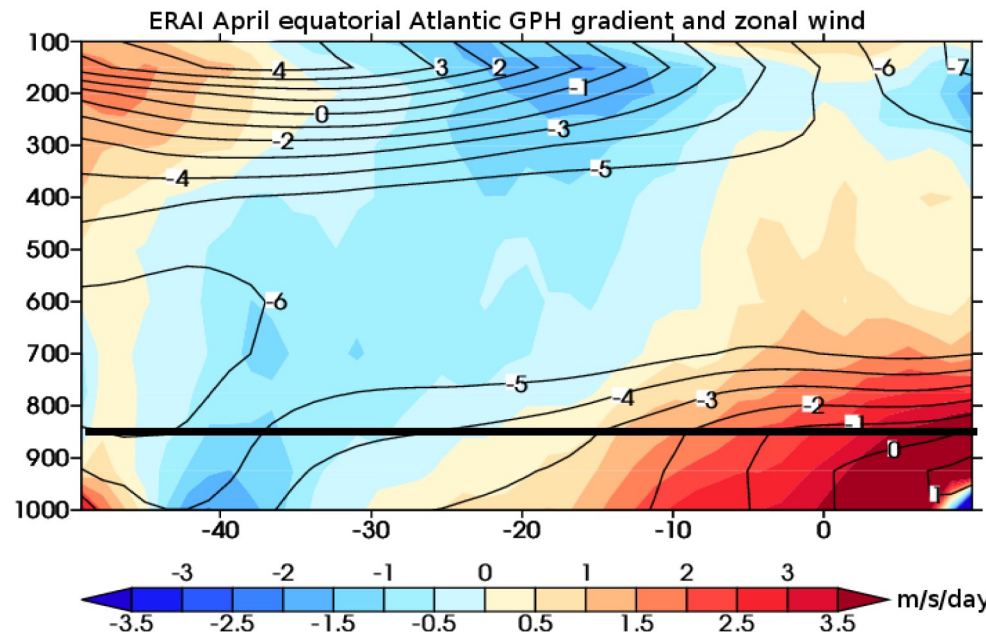 ERAI April equatorial Atlantic GPH gradient and zonal wind
100
4 3 2 -6 -7
200 -1
0
-2 -3
300
-4 -5
400
500
600 -6
700
-5 -4 -3
800 -2
-1
900 0
1
1000
-40 -30 -20 -10 0
-3 -2 -1 0 1 2 3
m/s/day
-3.5 -2.5 -1.5 -0.5 0.5 1.5 2.5 3.5